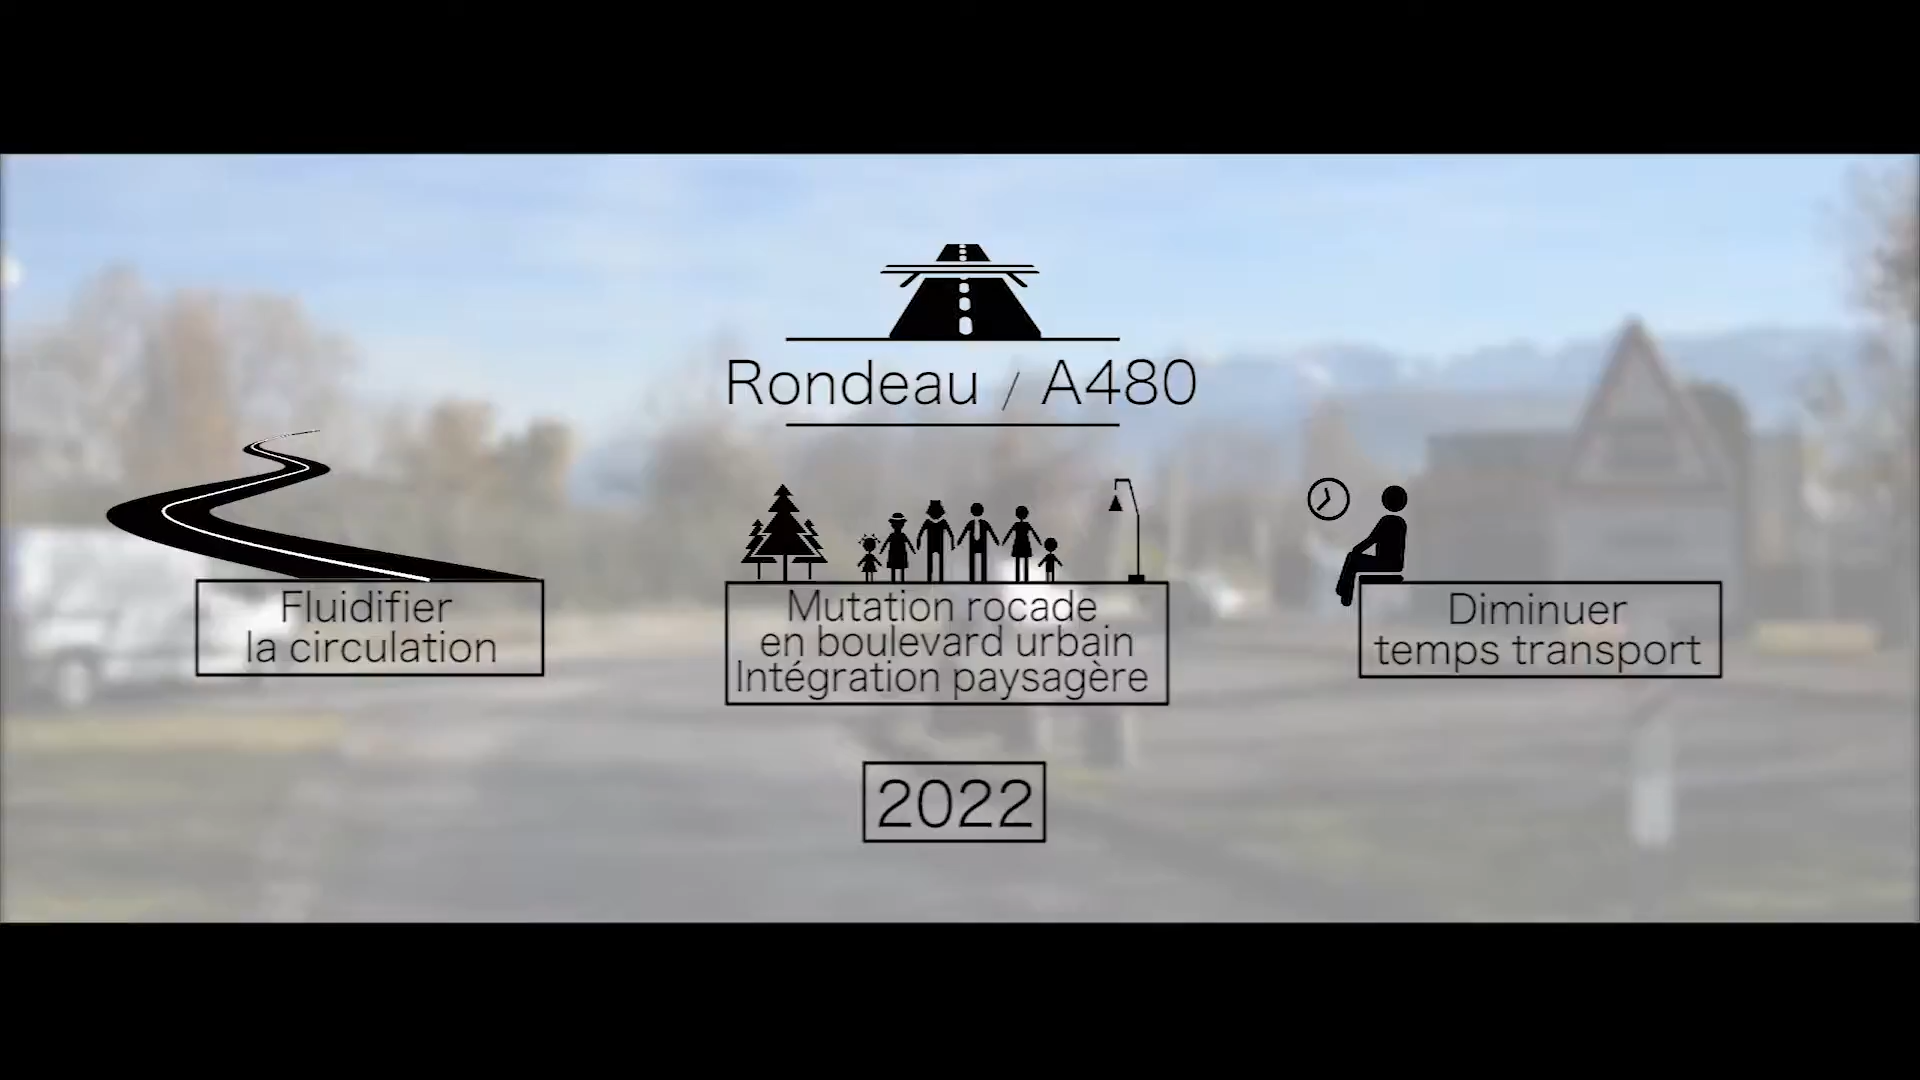 Rondeau / A480
Fluidifier
la circulation
Mutation rocade
en boulevard urbain
Intégration paysagère
Diminuer
temps transport
2022